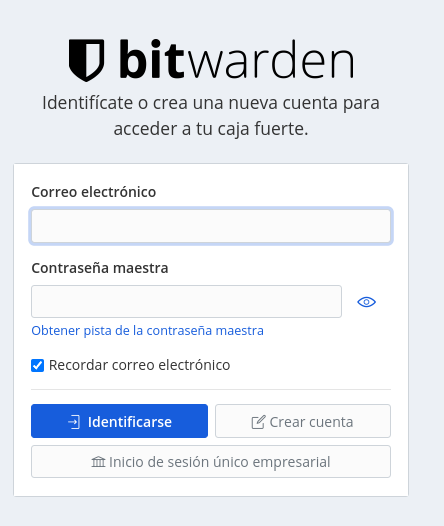 bitwarden
Identifícate o crea una nueva cuenta para
acceder a tu caja fuerte.
Correo electrónico
Contraseña maestra
Obtener pista de la contraseña maestra
Recordar correo electrónico
Identificarse
Crear cuenta
Inicio de sesión único empresarial